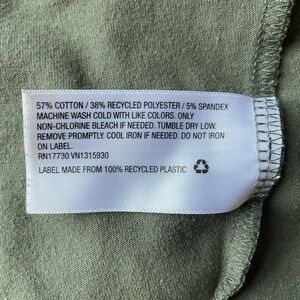 57% COTTON / 38% RECYCLED POLYESTER / 5% SPANDEX
MACHINE WASH COLD WITH LIKE COLORS. ONLY
NON-CHLORINE BLEACH IF NEEDED. TUMBLE DRY LOW.
REMOVE PROMPTLY. COOL IRON IF NEEDED. DO NOT IRON
ON LABEL.
RN17730 VN1315930
LABEL MADE FROM 100% RECYCLED PLASTIC